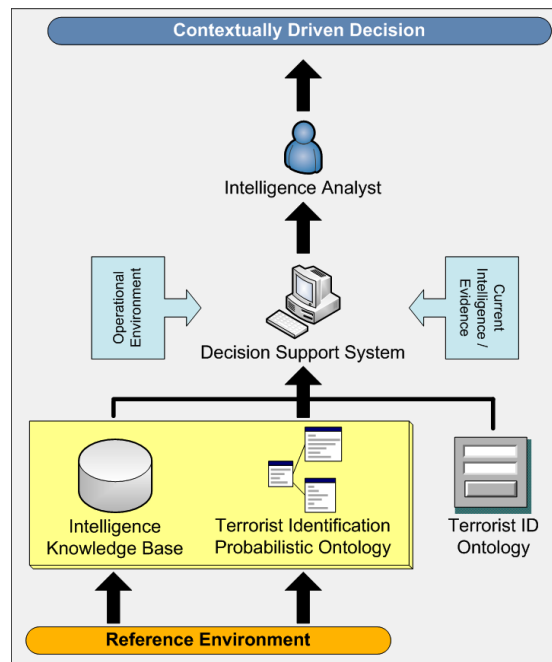 Contextually Driven Decision
Intelligence Analyst
Operational
Environment
Current
Intelligence /
Evidence
Decision Support System
Intelligence
Knowledge Base
Terrorist Identification
Probabilistic Ontology
Terrorist ID
Ontology
Reference Environment